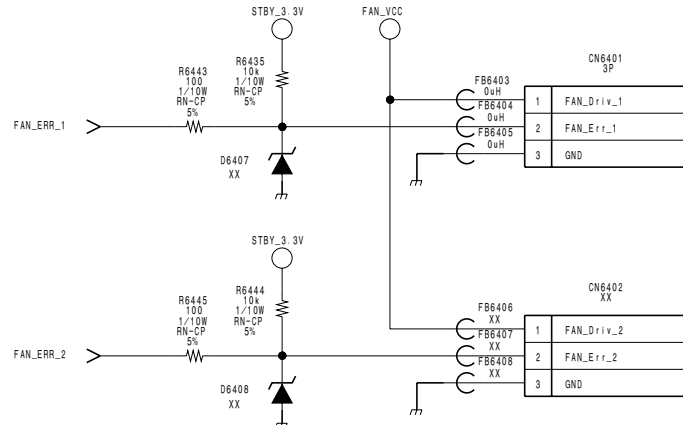 STBY_3.3V
FAN_VCC
R6443
100
1/10W
RN-CP
5%
R6435
10k
1/10W
RN-CP
5%
FB6403
0uH
FB6404
0uH
FB6405
0uH
CN6401
3P
1 FAN_Driv_1
2 FAN_Err_1
3 GND
FAN_ERR_1
D6407
XX
STBY_3.3V
R6445
100
1/10W
RN-CP
5%
R6444
10k
1/10W
RN-CP
5%
FB6406
XX
FB6407
XX
FB6408
XX
CN6402
XX
1 FAN_Driv_2
2 FAN_Err_2
3 GND
FAN_ERR_2
D6408
XX